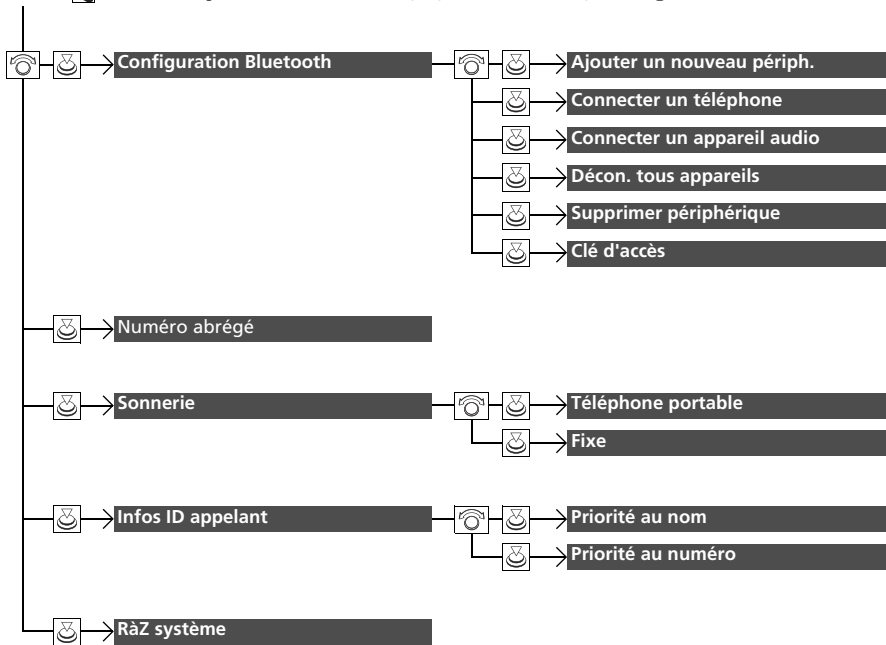 Configuration Bluetooth
Ajouter un nouveau périph.
Connecter un téléphone
Connecter un appareil audio
Décon. tous appareils
Supprimer périphérique
Clé d'accès
Numéro abrégé
Sonnerie
Téléphone portable
Fixe
Infos ID appelant
Priorité au nom
Priorité au numéro
RàZ système